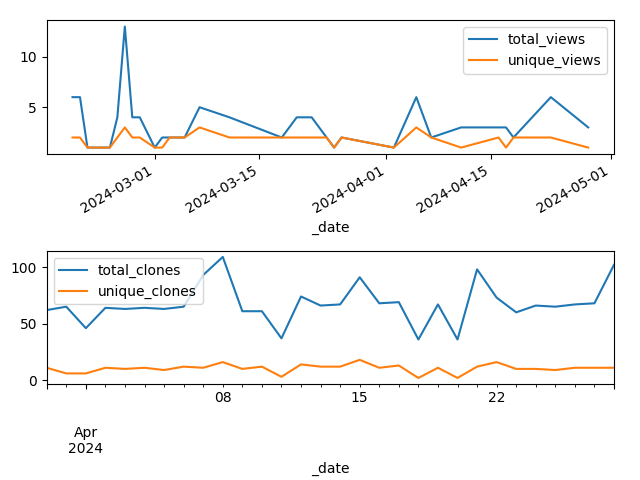 total_views
unique_views
10
5
2024-03-01
2024-03-15
2024-04-01
2024-04-15
2024-05-01
_date
total_clones
unique_clones
100
50
0
08
15
22
Apr
2024
_date